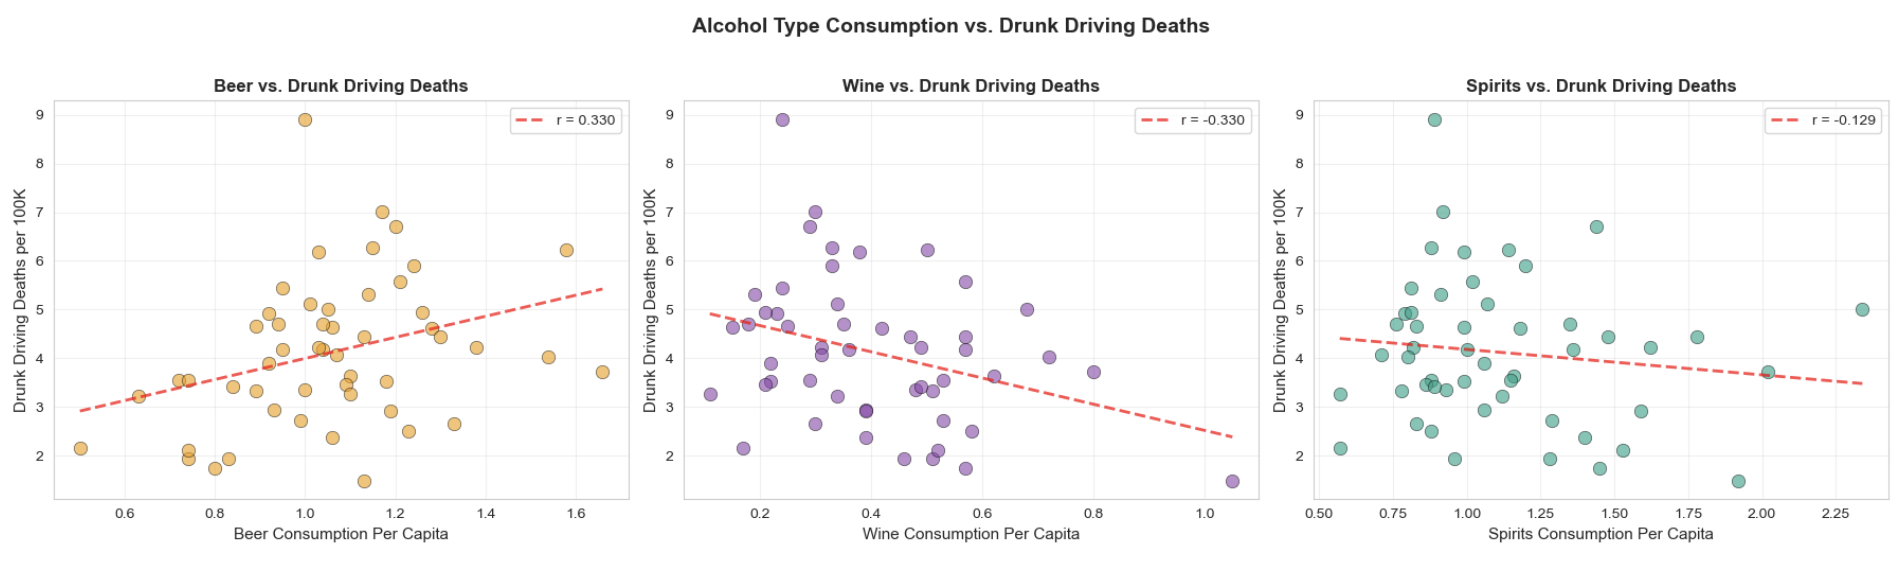 Alcohol Type Consumption vs. Drunk Driving Deaths
Beer vs. Drunk Driving Deaths
r = 0.330
Drunk Driving Deaths per 100K
9
8
7
6
5
4
3
2
0.6 0.8 1.0 1.2 1.4 1.6
Beer Consumption Per Capita
Wine vs. Drunk Driving Deaths
r = -0.330
Drunk Driving Deaths per 100K
9
8
7
6
5
4
3
2
0.2 0.4 0.6 0.8 1.0
Wine Consumption Per Capita
Spirits vs. Drunk Driving Deaths
r = -0.129
Drunk Driving Deaths per 100K
9
8
7
6
5
4
3
2
0.50 0.75 1.00 1.25 1.50 1.75 2.00 2.25
Spirits Consumption Per Capita